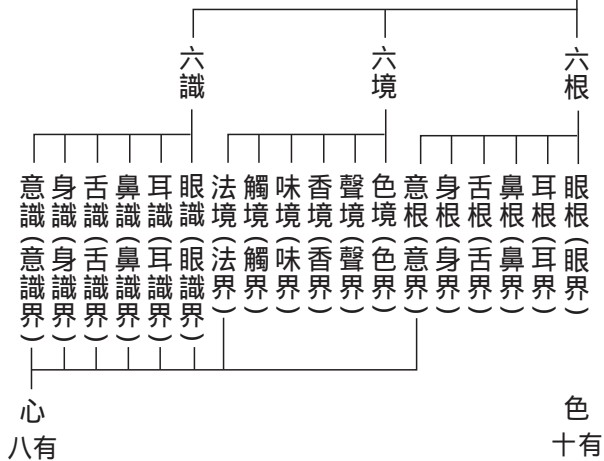 六根
六境
六識
眼根(眼界)
耳根(耳界)
鼻根(鼻界)
舌根(舌界)
身根(身界)
意根(意界)
色境(色界)
聲境(聲界)
香境(香界)
味境(味界)
觸境(觸界)
法境(法界)
眼識(眼識界)
耳識(耳識界)
鼻識(鼻識界)
舌識(舌識界)
身識(身識界)
意識(意識界)
色
十有
心
八有